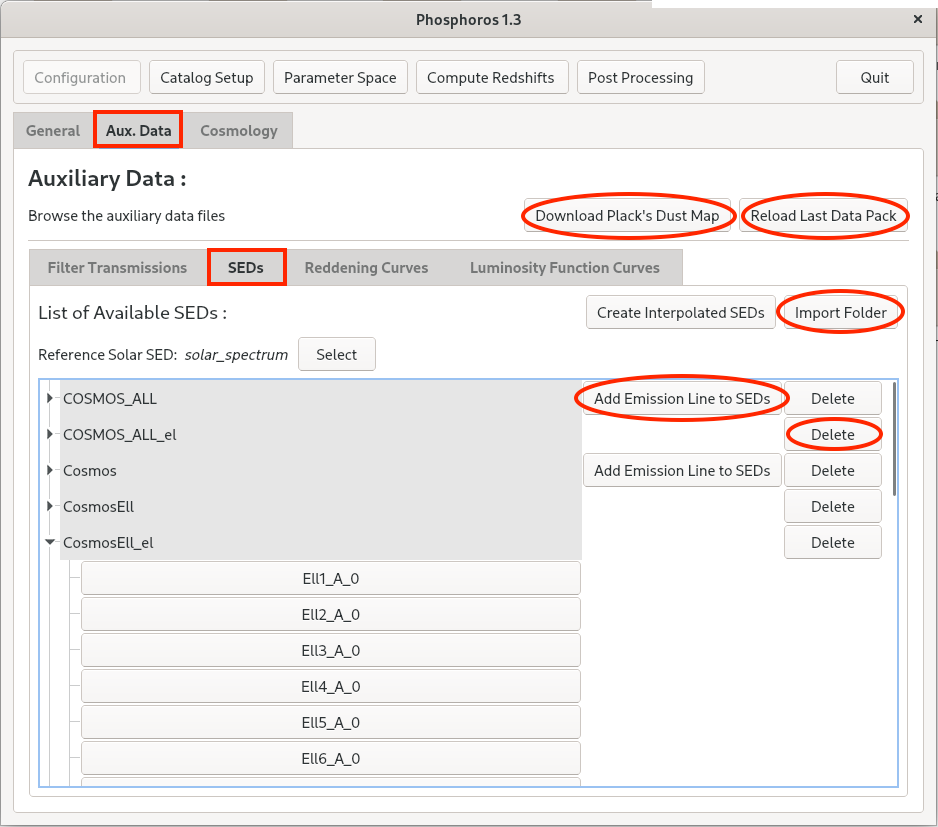 Phosphoros 1.3 ×
Configuration Catalog Setup Parameter Space Compute Redshifts Post Processing Quit
General Aux. Data Cosmology
Auxiliary Data :
Browse the auxiliary data files Download Plack's Dust Map Reload Last Data Pack
Filter Transmissions SEDs Reddening Curves Luminosity Function Curves
List of Available SEDs : Create Interpolated SEDs Import Folder
Reference Solar SED: solar_spectrum Select
COSMOS_ALL Add Emission Line to SEDs Delete
COSMOS_ALL_el Delete
Cosmos Add Emission Line to SEDs Delete
CosmosEll Delete
CosmosEll_el Delete
Ell1_A_0
Ell2_A_0
Ell3_A_0
Ell4_A_0
Ell5_A_0
Ell6_A_0